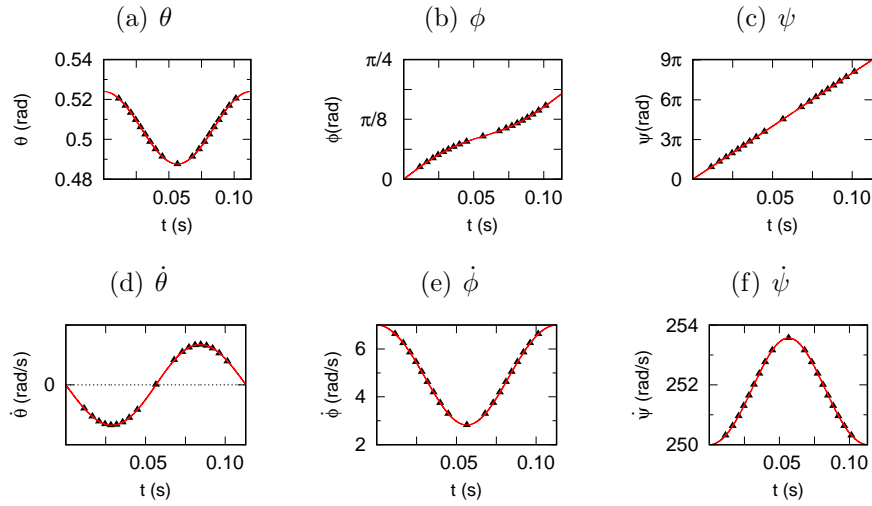 (a) θ
(b) ϕ
(c) ψ
0.54
0.52
0.5
0.48
θ (rad)
0.05
0.10
t (s)
π/4
π/8
0
ϕ(rad)
0.05
0.10
t (s)
9π
6π
3π
0
ψ(rad)
0.05
0.10
t (s)
(d) θ̇
(e) ϕ̇
(f) ψ̇
0
θ̇ (rad/s)
0.05
0.10
t (s)
6
4
2
ϕ̇ (rad/s)
0.05
0.10
t (s)
254
252
250
ψ̇ (rad/s)
0.05
0.10
t (s)